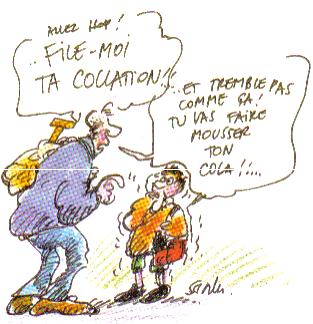 ALLEZ HOP!
.. FILE-MOI
TA COLLATION!!
...ET TREMBLE PAS
COMME ÇA!
TU VAS FAIRE
MOUSSER
TON
COLA!!...